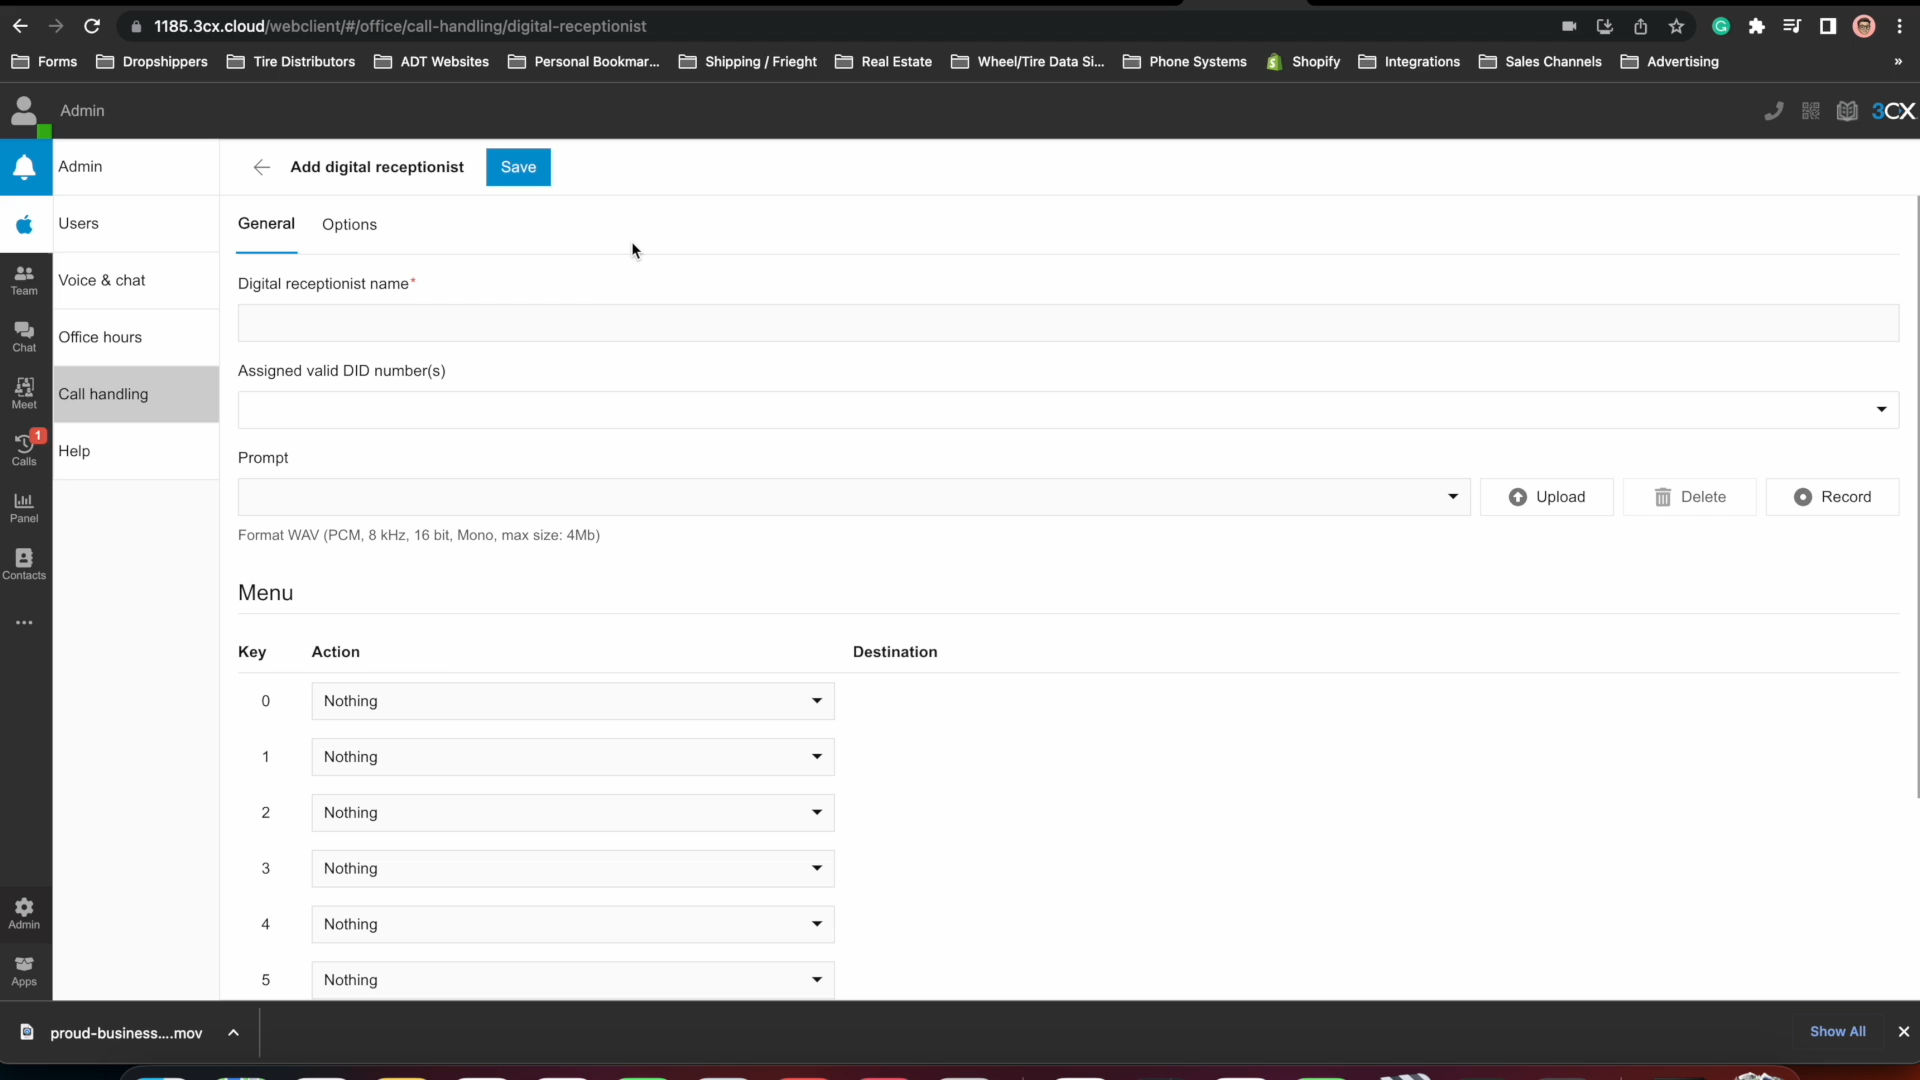 1185.3cx.cloud/webclient/#/office/call-handling/digital-receptionist
Forms Dropshippers Tire Distributors ADT Websites Personal Bookmar... Shipping / Frieght Real Estate Wheel/Tire Data Si... Phone Systems Shopify Integrations Sales Channels Advertising »
Admin 3CX
Admin
Users
Voice & chat
Office hours
Call handling
Help
Team
Chat
Meet
1
Calls
Panel
Contacts
Admin
Apps
Add digital receptionist Save
General Options
Digital receptionist name*
Assigned valid DID number(s)
Prompt
Upload Delete Record
Format WAV (PCM, 8 kHz, 16 bit, Mono, max size: 4Mb)
Menu
Key Action Destination
0 Nothing
1 Nothing
2 Nothing
3 Nothing
4 Nothing
5 Nothing
proud-business....mov Show All